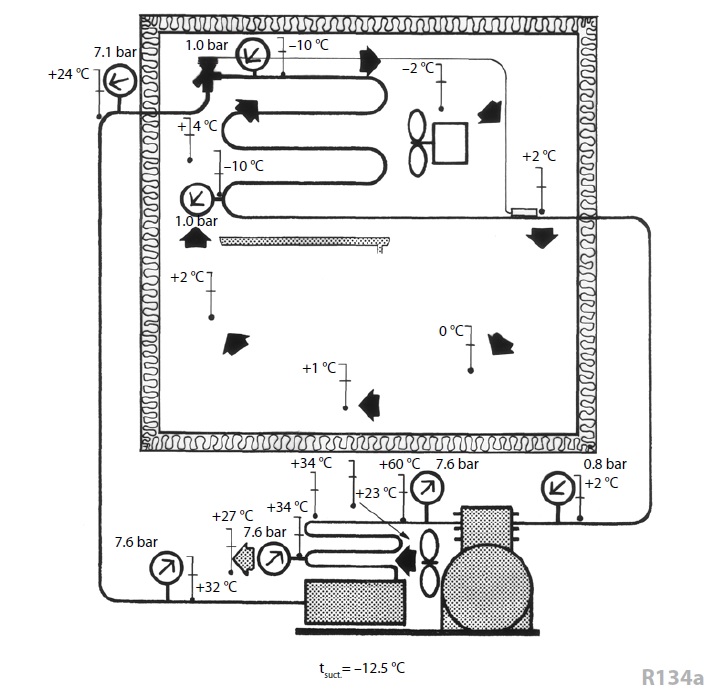 1.0 bar
–10 °C
7.1 bar
+24 °C
–2 °C
+4 °C
–10 °C
+2 °C
1.0 bar
+2 °C
0 °C
+1 °C
+34 °C
+60 °C
7.6 bar
0.8 bar
+2 °C
+23 °C
+34 °C
+27 °C
7.6 bar
7.6 bar
+32 °C
tsuct.= –12.5 °C
R134a